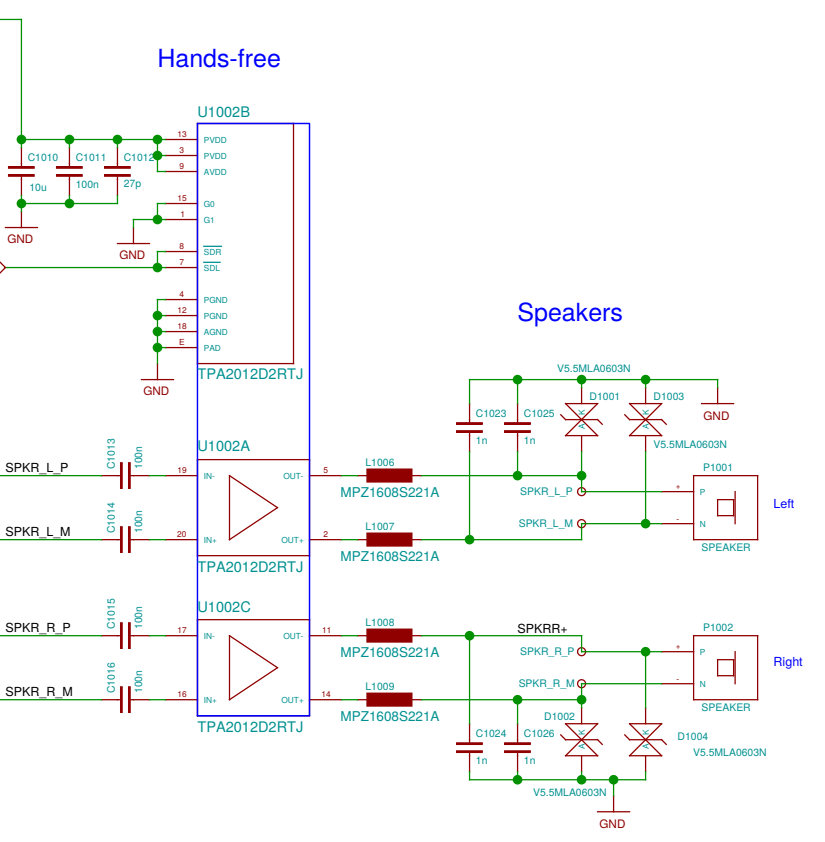 Hands-free
U1002B
13 PVDD
3 PVDD
9 AVDD
C1010 C1011 C1012
10u 100n 27p
15 G0
1 G1
GND GND
8 SDR
7 SDL
4 PGND
12 PGND
18 AGND
E PAD
TPA2012D2RTJ
GND
Speakers
V5.5MLA0603N
D1001 D1003
C1023 C1025
1n 1n
A K A K
GND
V5.5MLA0603N
U1002A
C1013 100n
SPKR_L_P
19 IN- OUT- 5
L1006
MPZ1608S221A
SPKR_L_P
P1001
+ P
Left
C1014 100n
SPKR_L_M
20 IN+ OUT+ 2
L1007
MPZ1608S221A
SPKR_L_M
- N
SPEAKER
TPA2012D2RTJ
U1002C
C1015 100n
SPKR_R_P
17 IN- OUT- 11
L1008
MPZ1608S221A
SPKRR+
SPKR_R_P
P1002
+ P
Right
C1016 100n
SPKR_R_M
16 IN+ OUT+ 14
L1009
MPZ1608S221A
SPKR_R_M
- N
SPEAKER
TPA2012D2RTJ
C1024 C1026
1n 1n
D1002
A K A K
D1004
V5.5MLA0603N
V5.5MLA0603N
GND